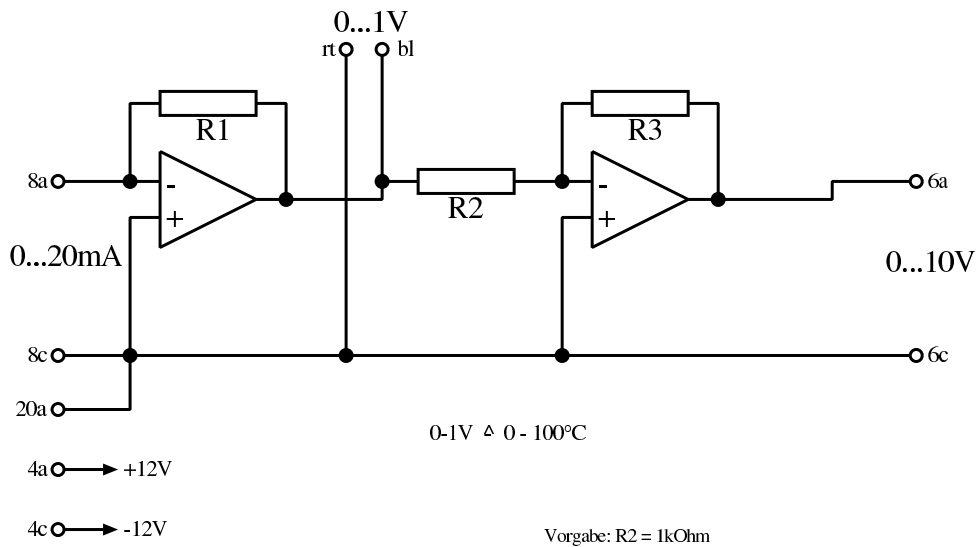 0...1V
rt
bl
R1
R3
8a
-
-
6a
R2
+
+
0...20mA
0...10V
8c
6c
20a
0-1V ≙ 0 - 100°C
4a
+12V
4c
-12V
Vorgabe: R2 = 1kOhm